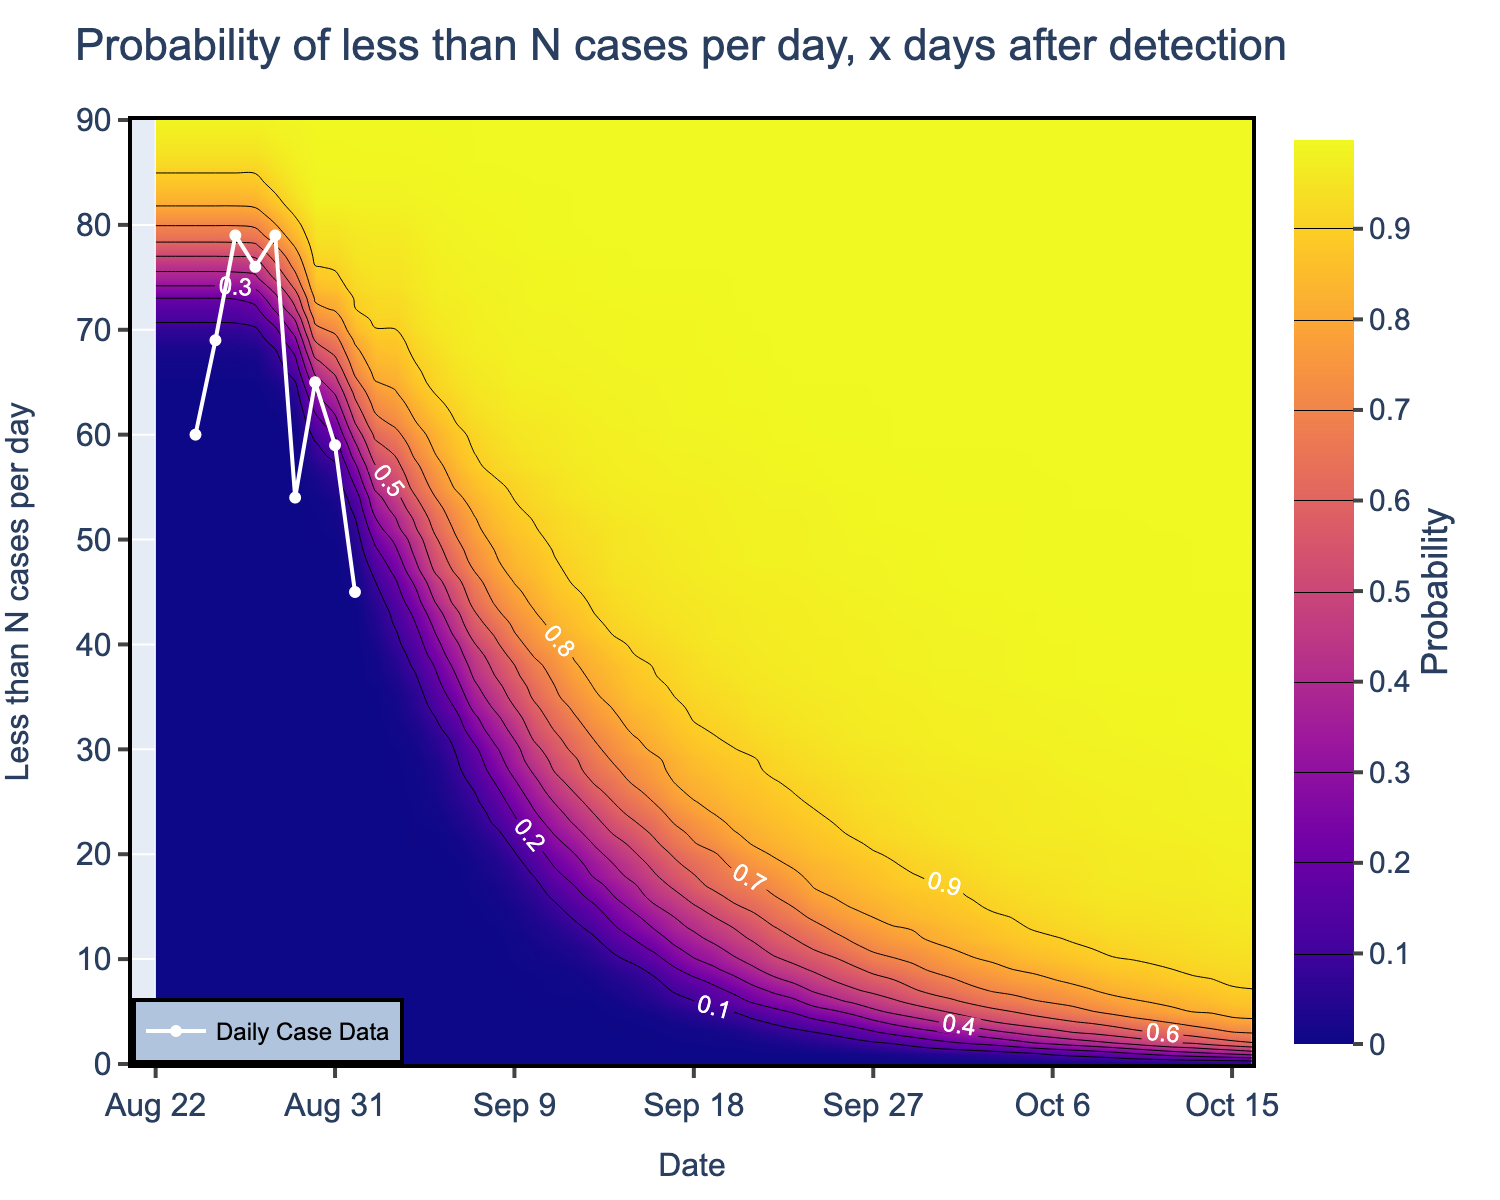 Probability of less than N cases per day, x days after detection
90
80
70
60
50
40
30
20
10
0
Less than N cases per day
0.3
0.5
0.8
0.2
0.7
0.9
0.1
0.4
0.6
Daily Case Data
Aug 22
Aug 31
Sep 9
Sep 18
Sep 27
Oct 6
Oct 15
Date
0.9
0.8
0.7
0.6
0.5
0.4
0.3
0.2
0.1
0
Probability